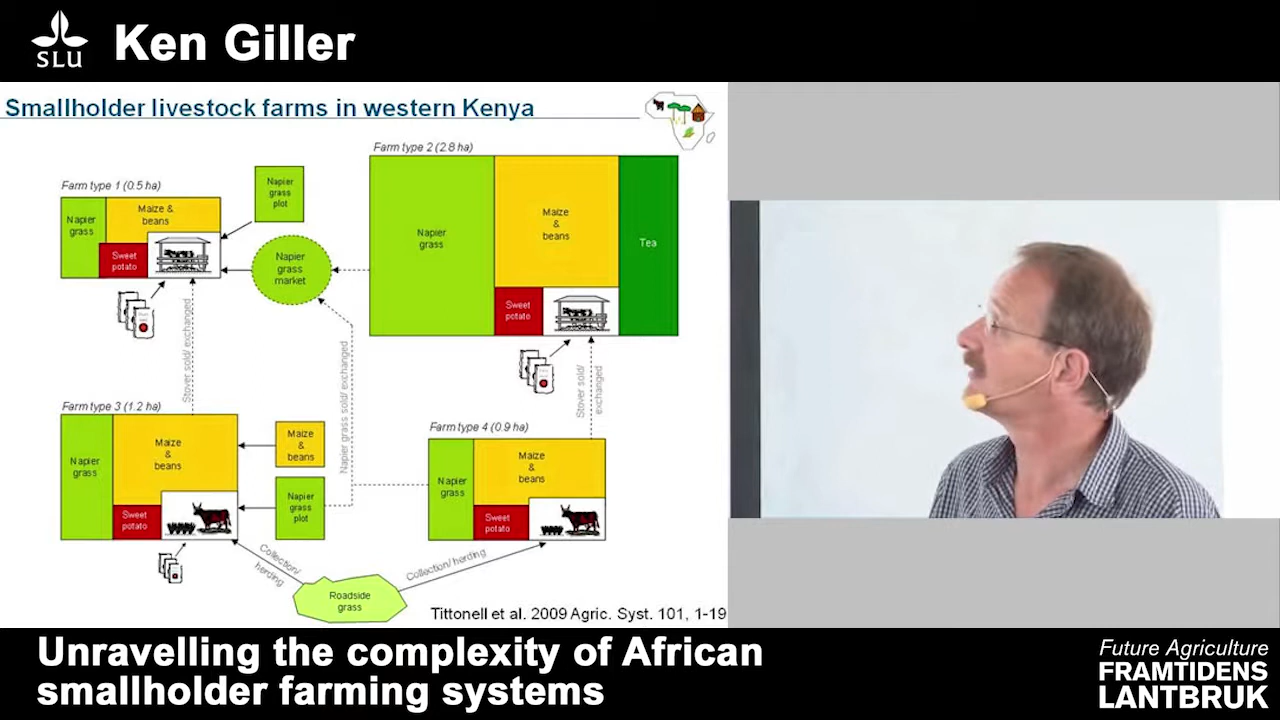 SLU
Ken Giller
Smallholder livestock farms in western Kenya
Farm type 1 (0.5 ha)
Napier
grass
Maize &
beans
Sweet
potato
Napier
grass
plot
Napier
grass
market
Farm type 2 (2.8 ha)
Napier
grass
Maize
&
beans
Tea
Sweet
potato
Stover sold/ exchanged
Napier grass sold/ exchanged
Stover sold/
exchanged
Farm type 3 (1.2 ha)
Napier
grass
Maize
&
beans
Sweet
potato
Maize
&
beans
Napier
grass
plot
Farm type 4 (0.9 ha)
Napier
grass
Maize
&
beans
Sweet
potato
Collection/
herding
Collection/ herding
Roadside
grass
Tittonell et al. 2009 Agric. Syst. 101, 1-19
Unravelling the complexity of African
smallholder farming systems
Future Agriculture
FRAMTIDENS
LANTBRUK